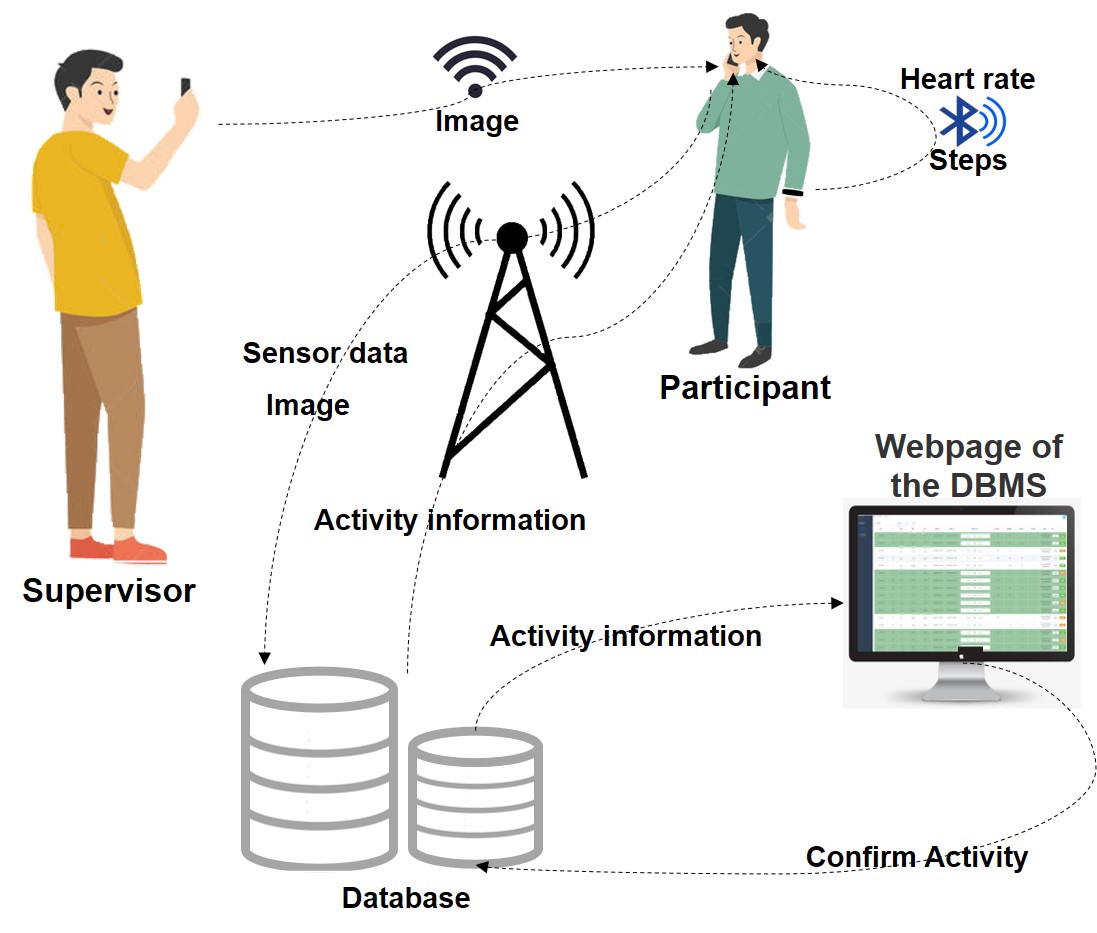 Image
Heart rate
Steps
Sensor data
Image
Participant
Webpage of
the DBMS
Activity information
Supervisor
Activity information
Confirm Activity
Database